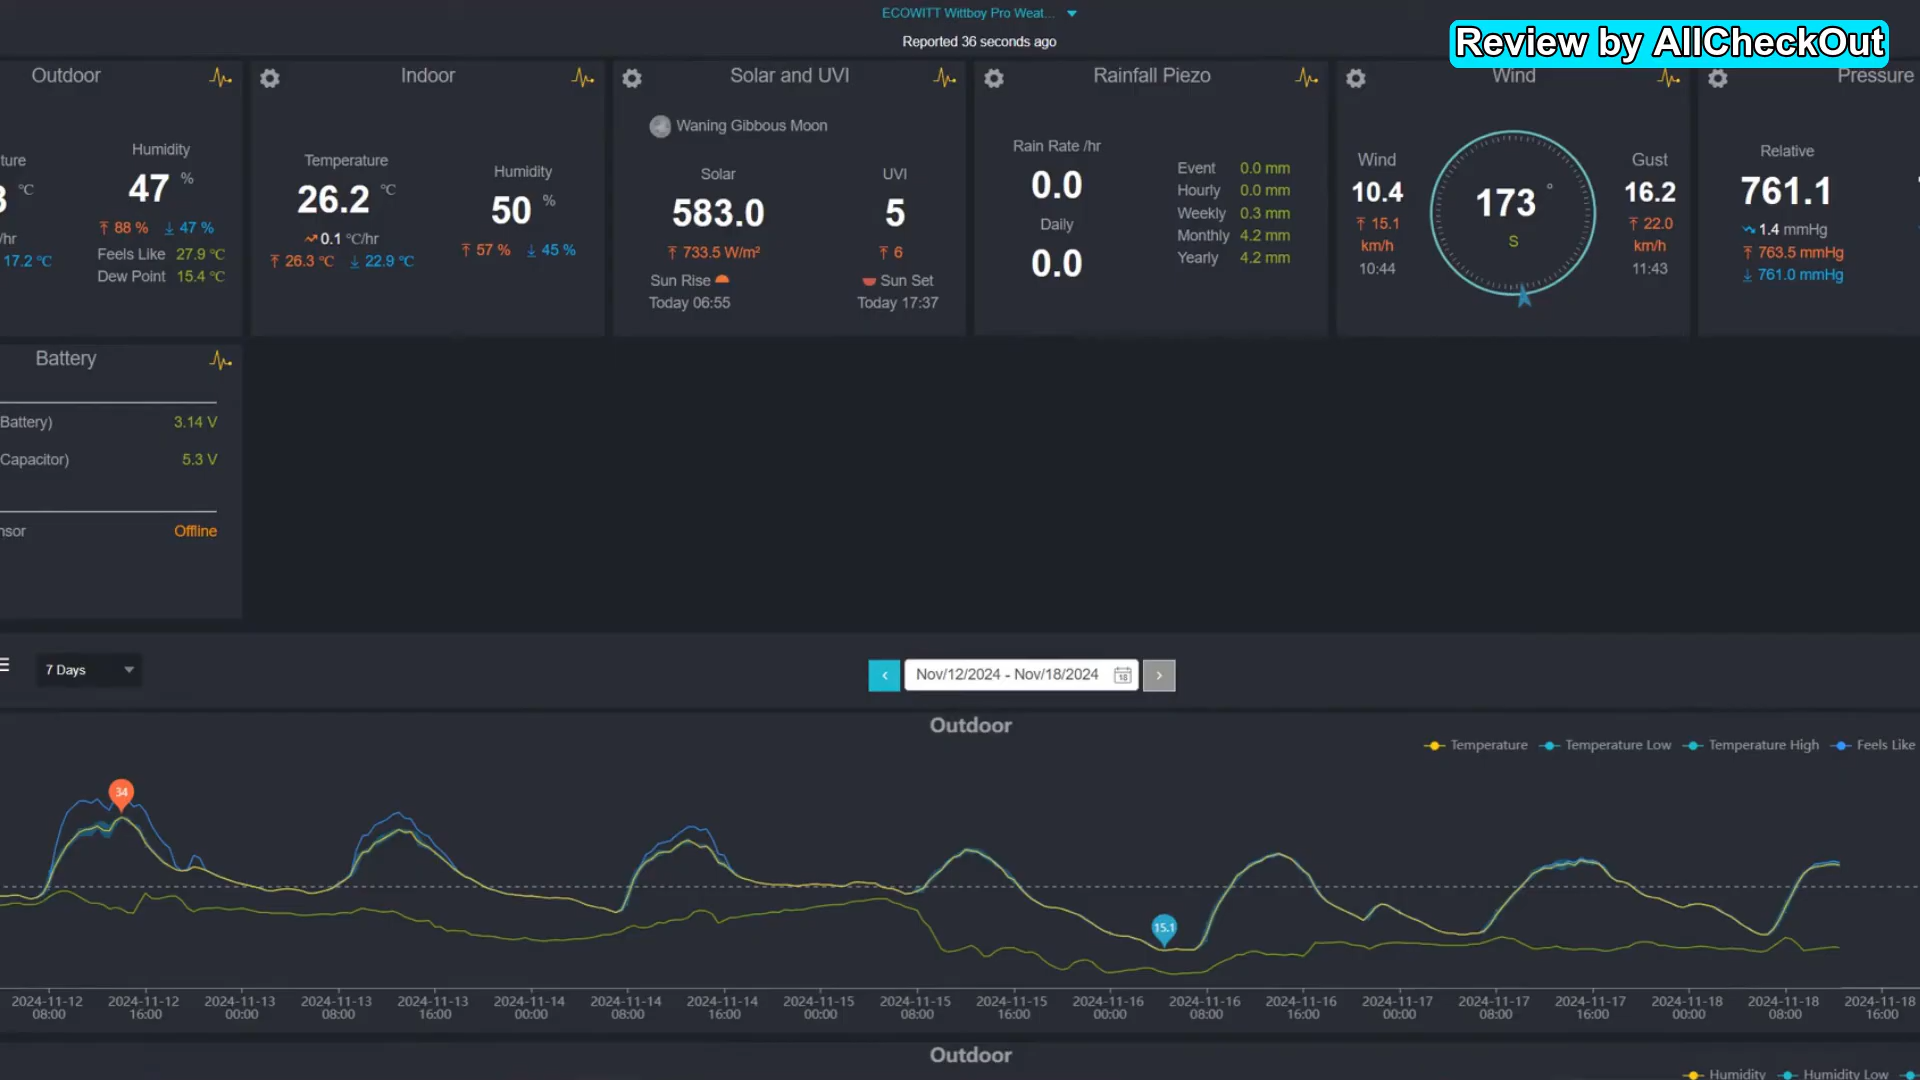 ECOWITT Wittboy Pro Weat...
Reported 36 seconds ago
Review by AllCheckOut
Outdoor
ture
3 °C
/hr
17.2 °C
Humidity
47 %
88 % 47 %
Feels Like 27.9 °C
Dew Point 15.4 °C
Indoor
Temperature
26.2 °C
0.1 °C/hr
26.3 °C 22.9 °C
Humidity
50 %
57 % 45 %
Solar and UVI
Waning Gibbous Moon
Solar
583.0
733.5 W/m²
UVI
5
6
Sun Rise
Today 06:55
Sun Set
Today 17:37
Rainfall Piezo
Rain Rate /hr
0.0
Daily
0.0
Event 0.0 mm
Hourly 0.0 mm
Weekly 0.3 mm
Monthly 4.2 mm
Yearly 4.2 mm
Wind
Wind
10.4
15.1
km/h
10:44
173 °
S
Gust
16.2
22.0
km/h
11:43
Pressure
Relative
761.1
1.4 mmHg
763.5 mmHg
761.0 mmHg
Battery
Battery) 3.14 V
Capacitor) 5.3 V
nsor Offline
7 Days
Nov/12/2024 - Nov/18/2024
18
Outdoor
Temperature Temperature Low Temperature High Feels Like
34
15.1
2024-11-12 2024-11-12 2024-11-13 2024-11-13 2024-11-13 2024-11-14 2024-11-14 2024-11-14 2024-11-15 2024-11-15 2024-11-15 2024-11-16 2024-11-16 2024-11-16 2024-11-17 2024-11-17 2024-11-17 2024-11-18 2024-11-18 2024-11-18
08:00 16:00 00:00 08:00 16:00 00:00 08:00 16:00 00:00 08:00 16:00 00:00 08:00 16:00 00:00 08:00 16:00 00:00 08:00 16:00
Outdoor
Humidity Humidity Low